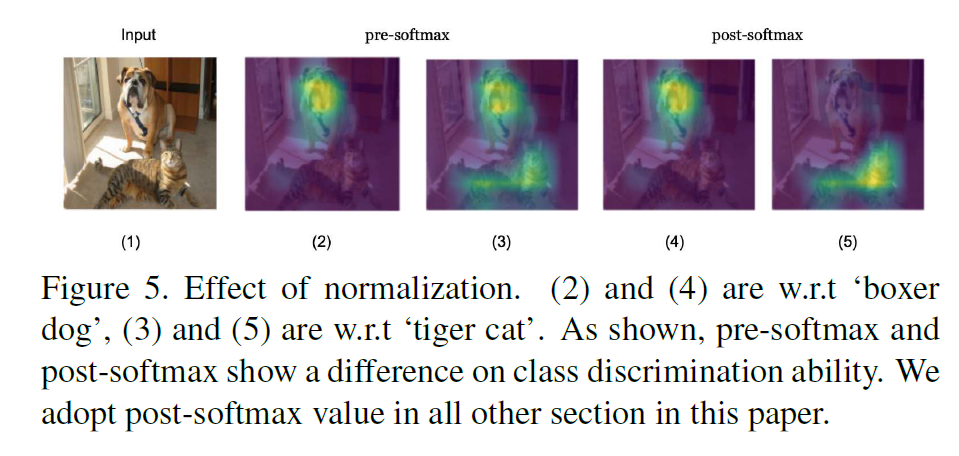 Input pre-softmax post-softmax
(1) (2) (3) (4) (5)
Figure 5. Effect of normalization. (2) and (4) are w.r.t ‘boxer
dog’, (3) and (5) are w.r.t ‘tiger cat’. As shown, pre-softmax and
post-softmax show a difference on class discrimination ability. We
adopt post-softmax value in all other section in this paper.